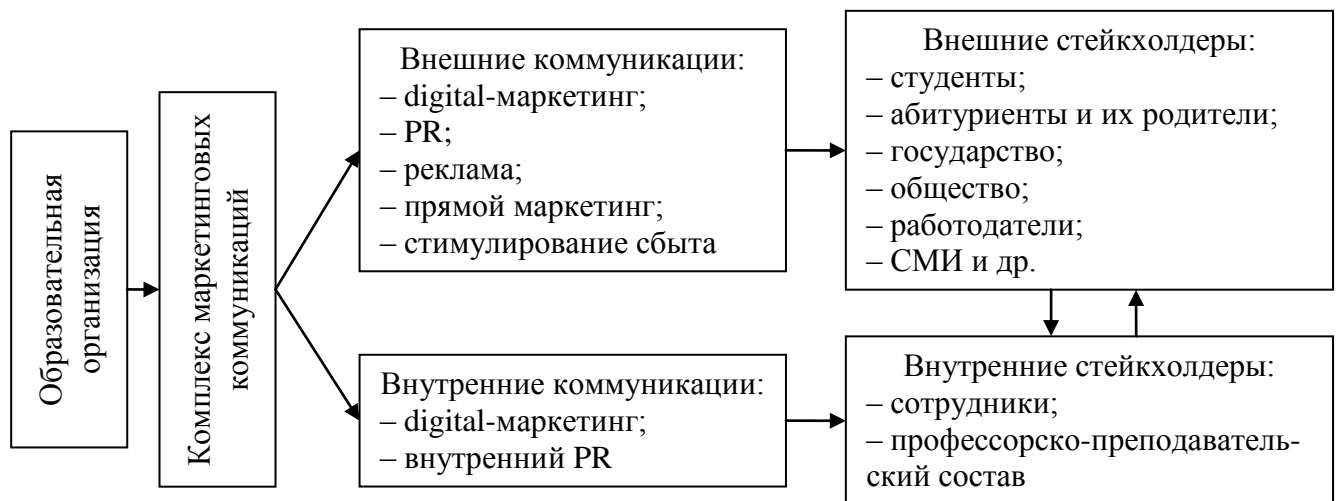 Образовательная
организация
Комплекс маркетинговых
коммуникаций
Внешние коммуникации:
– digital-маркетинг;
– PR;
– реклама;
– прямой маркетинг;
– стимулирование сбыта
Внутренние коммуникации:
– digital-маркетинг;
– внутренний PR
Внешние стейкхолдеры:
– студенты;
– абитуриенты и их родители;
– государство;
– общество;
– работодатели;
– СМИ и др.
Внутренние стейкхолдеры:
– сотрудники;
– профессорско-преподаватель-
ский состав